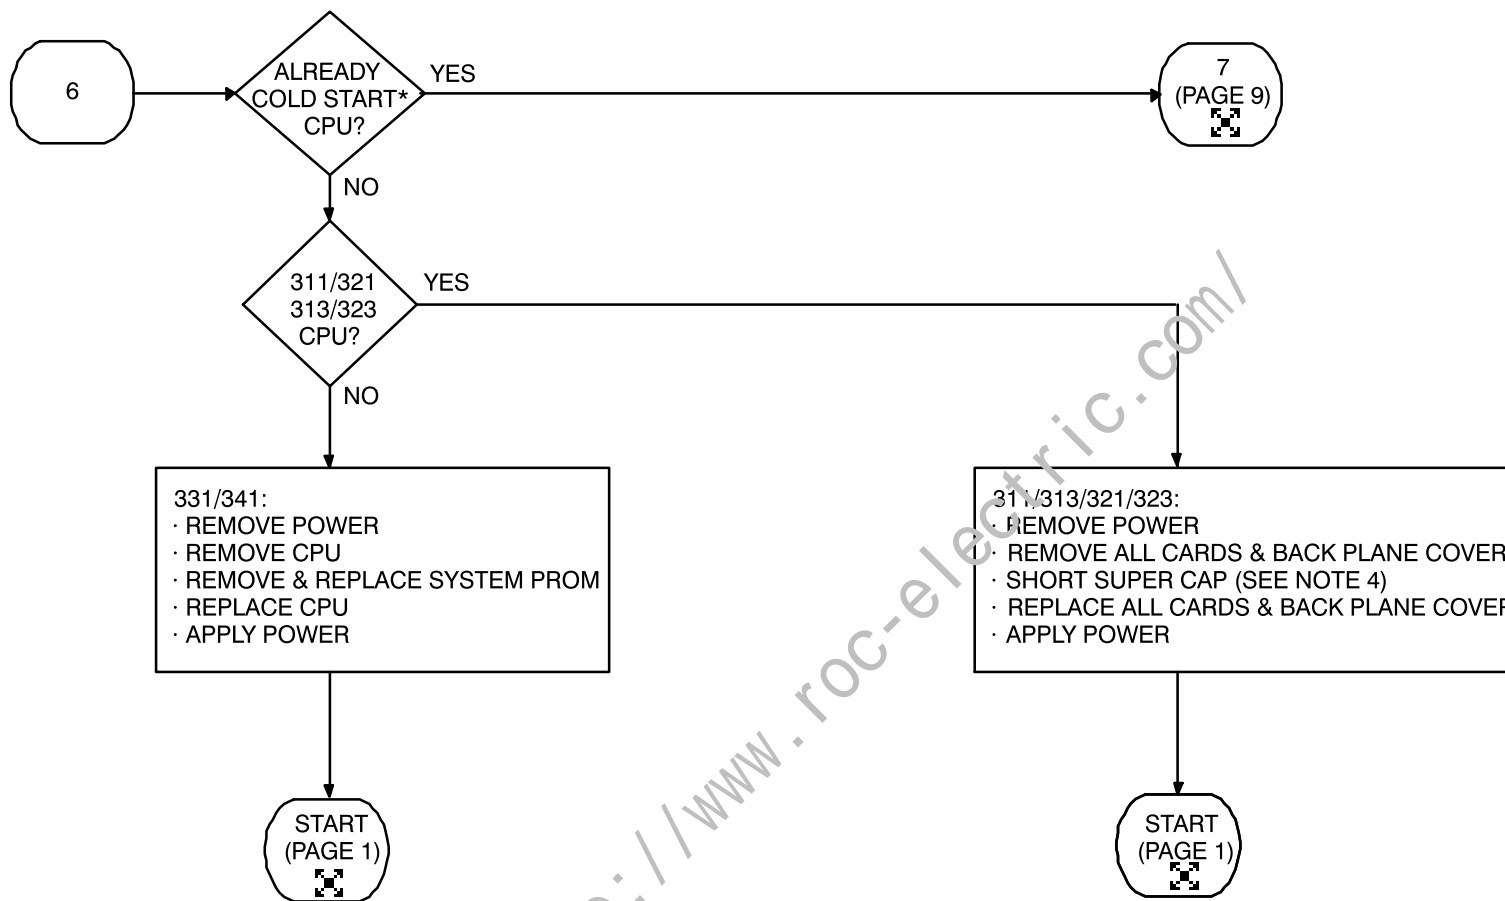 6
ALREADY
COLD START*
CPU?
YES
7
(PAGE 9)
NO
311/321
313/323
CPU?
YES
NO
331/341:
· REMOVE POWER
· REMOVE CPU
· REMOVE & REPLACE SYSTEM PROM
· REPLACE CPU
· APPLY POWER
311/313/321/323:
· REMOVE POWER
· REMOVE ALL CARDS & BACK PLANE COVER
· SHORT SUPER CAP (SEE NOTE 4)
· REPLACE ALL CARDS & BACK PLANE COVER
· APPLY POWER
START
(PAGE 1)
START
(PAGE 1)
://www.roc-electric.com/